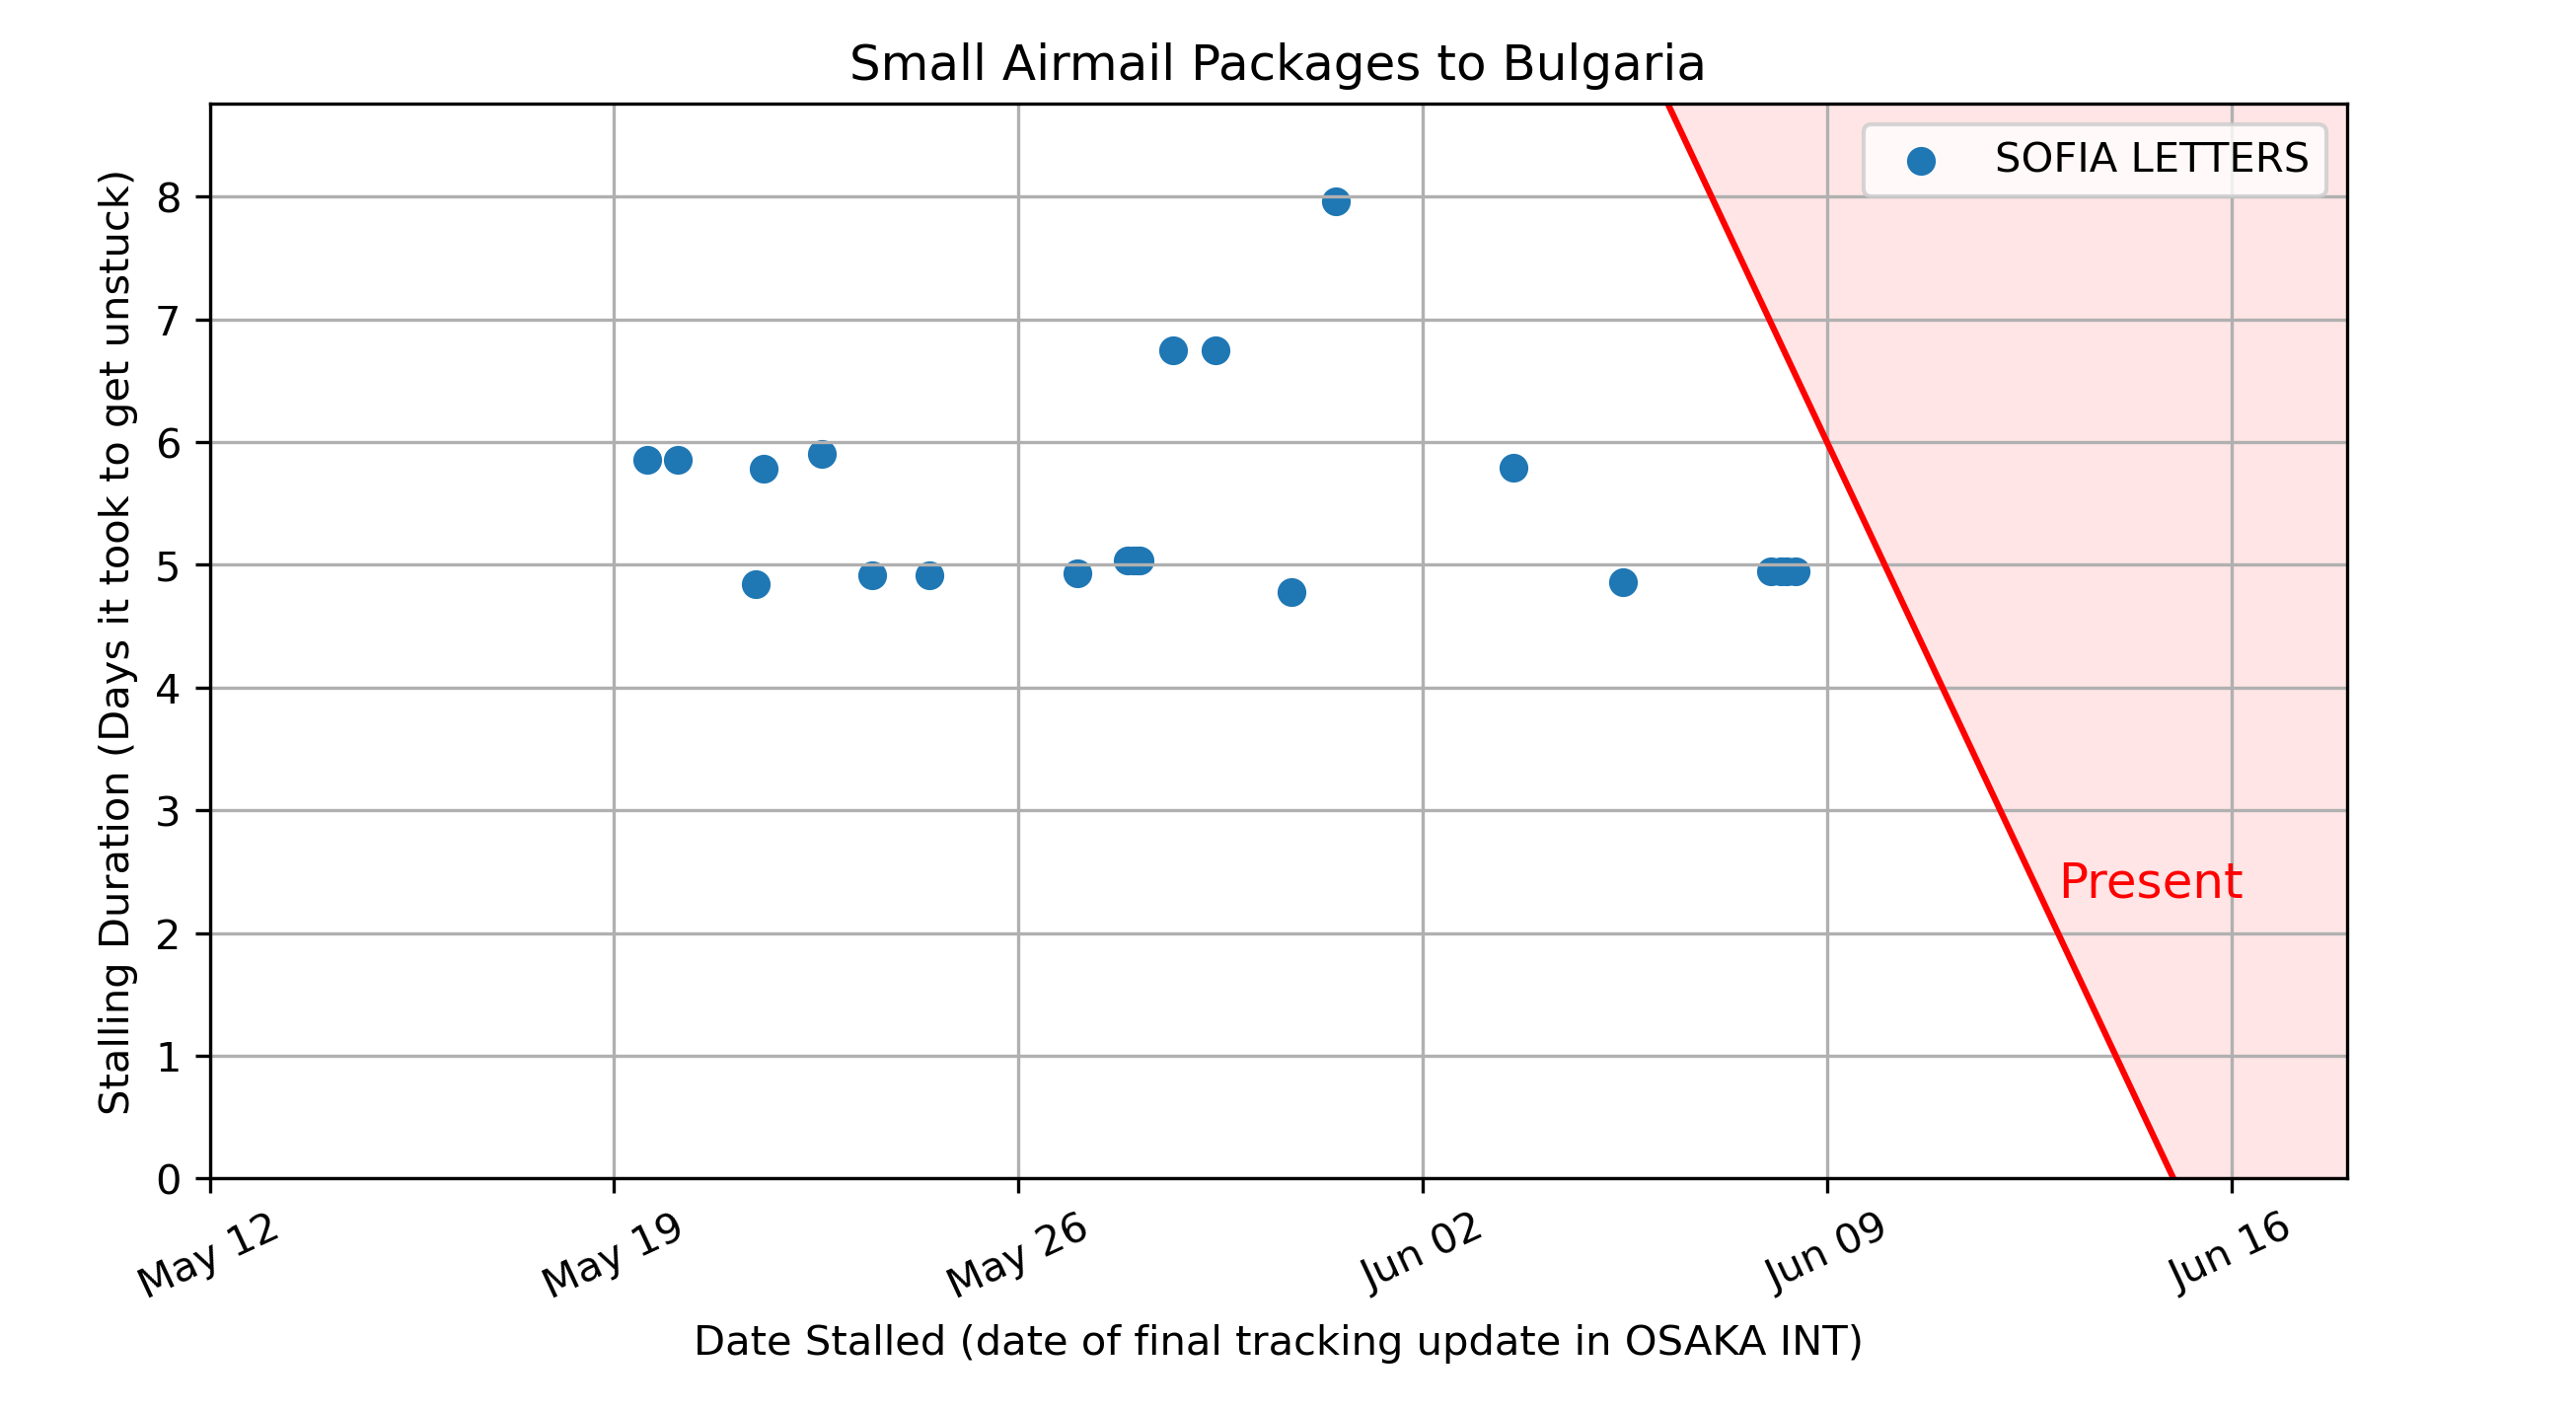 Small Airmail Packages to Bulgaria
SOFIA LETTERS
Stalling Duration (Days it took to get unstuck)
8
7
6
5
4
3
2
1
0
Present
May 12
May 19
May 26
Jun 02
Jun 09
Jun 16
Date Stalled (date of final tracking update in OSAKA INT)